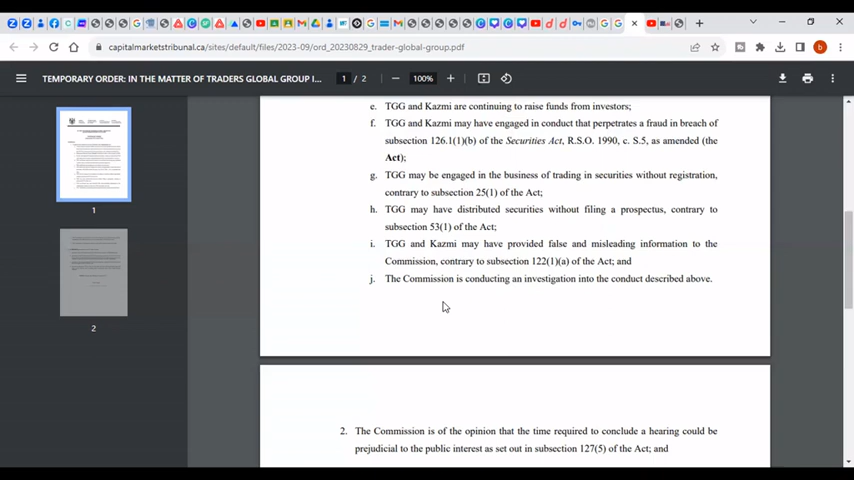 capitalmarketstribunal.ca/sites/default/files/2023-09/ord_20230829_trader-global-group.pdf
TEMPORARY ORDER: IN THE MATTER OF TRADERS GLOBAL GROUP I...
1 / 2
100%
e. TGG and Kazmi are continuing to raise funds from investors;
f. TGG and Kazmi may have engaged in conduct that perpetrates a fraud in breach of
subsection 126.1(1)(b) of the Securities Act, R.S.O. 1990, c. S.5, as amended (the
Act);
g. TGG may be engaged in the business of trading in securities without registration,
contrary to subsection 25(1) of the Act;
h. TGG may have distributed securities without filing a prospectus, contrary to
subsection 53(1) of the Act;
i. TGG and Kazmi may have provided false and misleading information to the
Commission, contrary to subsection 122(1)(a) of the Act; and
j. The Commission is conducting an investigation into the conduct described above.
1
2
2. The Commission is of the opinion that the time required to conclude a hearing could be
prejudicial to the public interest as set out in subsection 127(5) of the Act; and